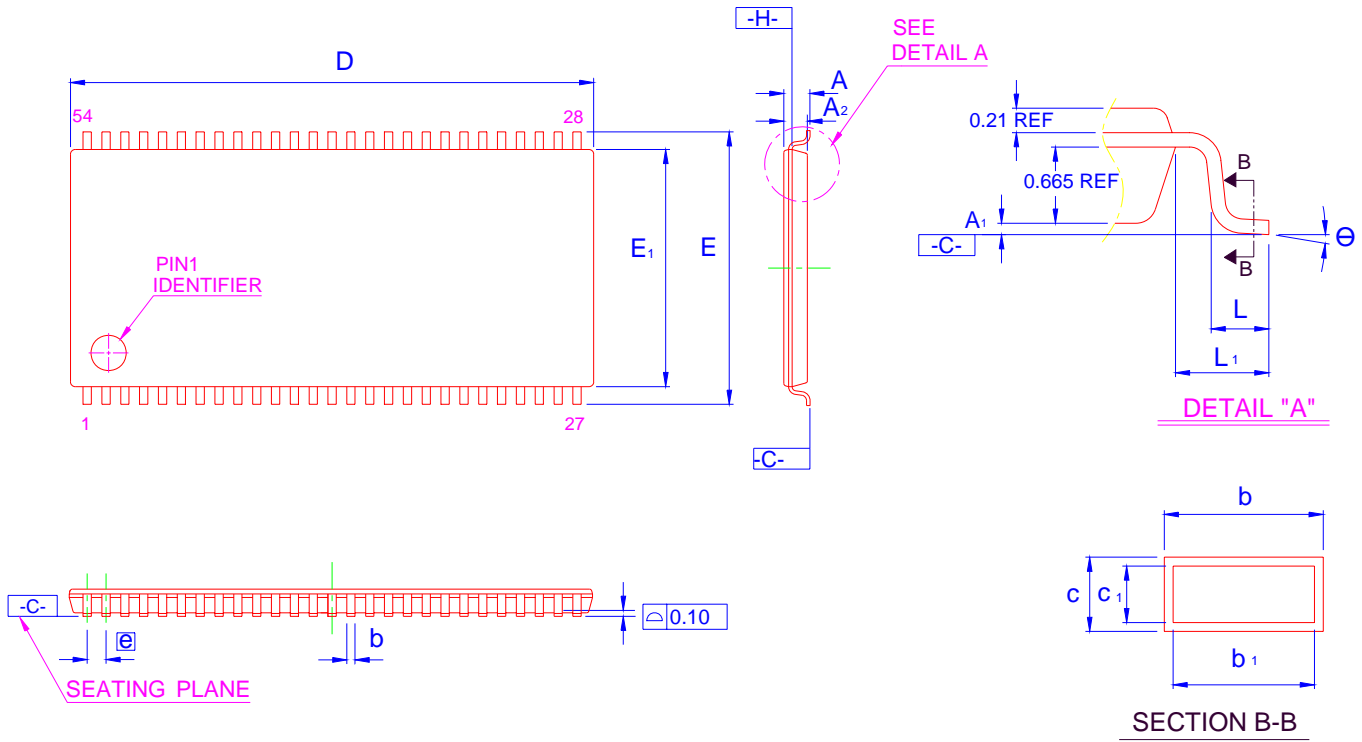 -H-
SEE
DETAIL A
D
A
A2
54
28
0.21 REF
B
0.665 REF
A1
-C-
Θ
B
E1
E
PIN1
IDENTIFIER
L
L1
1
27
DETAIL "A"
-C-
b
c
c1
b1
SECTION B-B
-C-
e
b
⌓ 0.10
SEATING PLANE